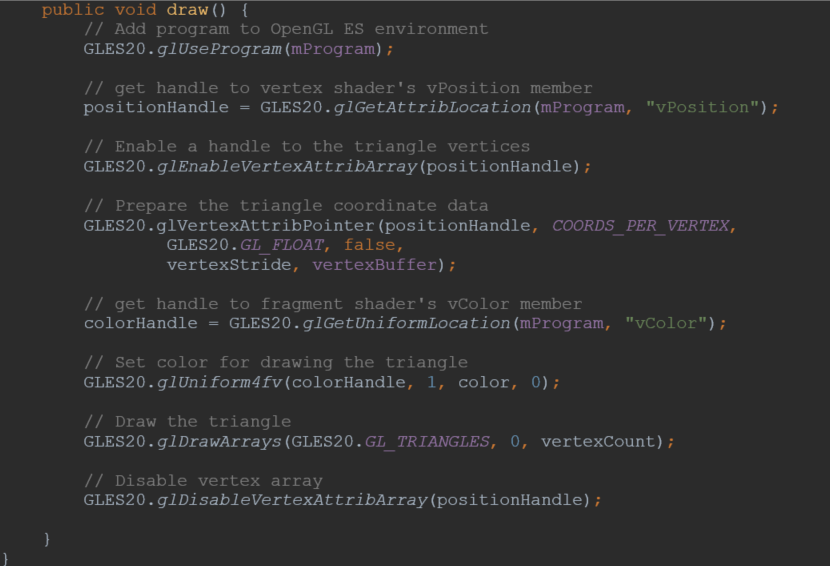 public void draw() {
// Add program to OpenGL ES environment
GLES20.glUseProgram(mProgram);
// get handle to vertex shader's vPosition member
positionHandle = GLES20.glGetAttribLocation(mProgram, "vPosition");
// Enable a handle to the triangle vertices
GLES20.glEnableVertexAttribArray(positionHandle);
// Prepare the triangle coordinate data
GLES20.glVertexAttribPointer(positionHandle, COORDS_PER_VERTEX,
GLES20.GL_FLOAT, false,
vertexStride, vertexBuffer);
// get handle to fragment shader's vColor member
colorHandle = GLES20.glGetUniformLocation(mProgram, "vColor");
// Set color for drawing the triangle
GLES20.glUniform4fv(colorHandle, 1, color, 0);
// Draw the triangle
GLES20.glDrawArrays(GLES20.GL_TRIANGLES, 0, vertexCount);
// Disable vertex array
GLES20.glDisableVertexAttribArray(positionHandle);
}
}